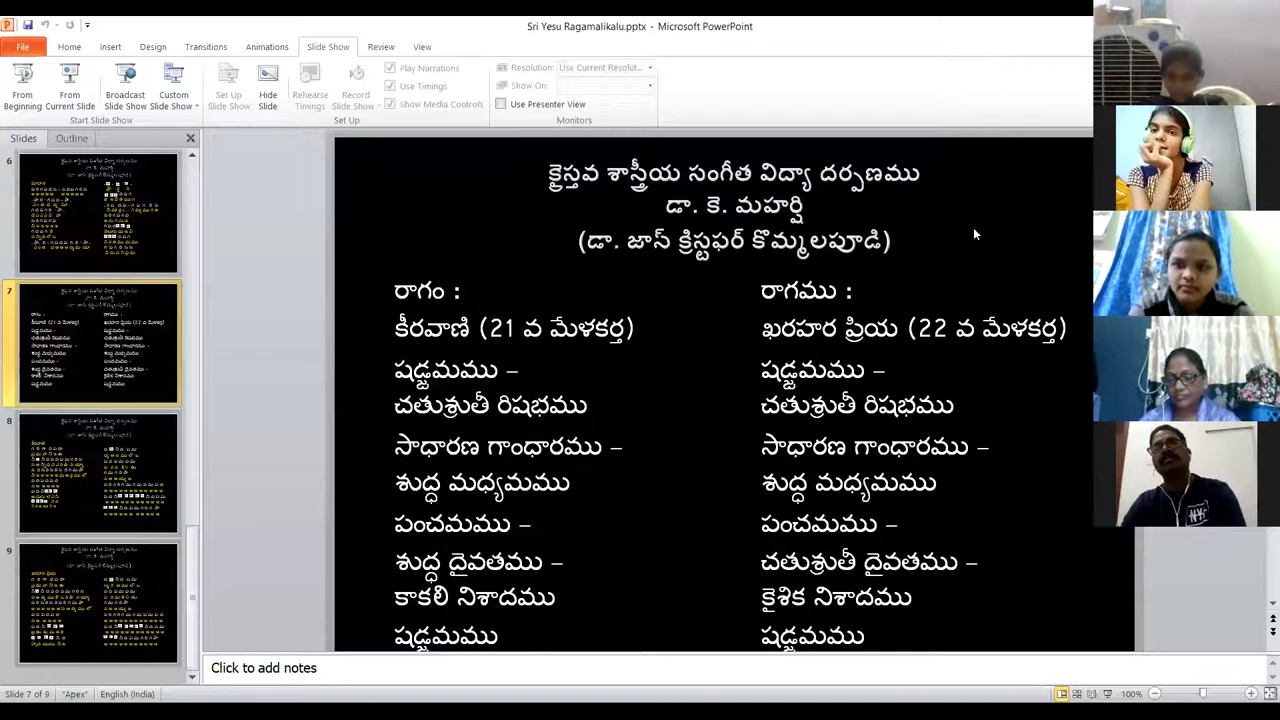 Sri Yesu Ragamalikalu.pptx - Microsoft PowerPoint
File Home Insert Design Transitions Animations Slide Show Review View
From Beginning
From Current Slide
Broadcast Slide Show
Custom Slide Show
Set Up Slide Show
Hide Slide
Rehearse Timings
Record Slide Show
Play Narrations
Use Timings
Show Media Controls
Resolution: Use Current Resolut...
Show On:
Use Presenter View
Start Slide Show
Set Up
Monitors
Slides Outline
6
7
8
9
క్రైస్తవ శాస్త్రీయ సంగీత విద్యా దర్పణము
డా. కె. మహర్షి
(డా. జాస్ క్రిస్టఫర్ కొమ్మలపూడి)
రాగం :
కీరవాణి (21 వ మేళకర్త)
షడ్జమము –
చతుశ్రుతీ రిషభము
సాధారణ గాంధారము –
శుద్ధ మధ్యమము
పంచమము –
శుద్ధ దైవతము –
కాకలి నిశాదము
షడ్జమము
రాగము :
ఖరహర ప్రియ (22 వ మేళకర్త)
షడ్జమము –
చతుశ్రుతీ రిషభము
సాధారణ గాంధారము –
శుద్ధ మధ్యమము
పంచమము –
చతుశ్రుతీ దైవతము –
కైశిక నిశాదము
షడ్జమము
Click to add notes
Slide 7 of 9
"Apex"
English (India)
100%